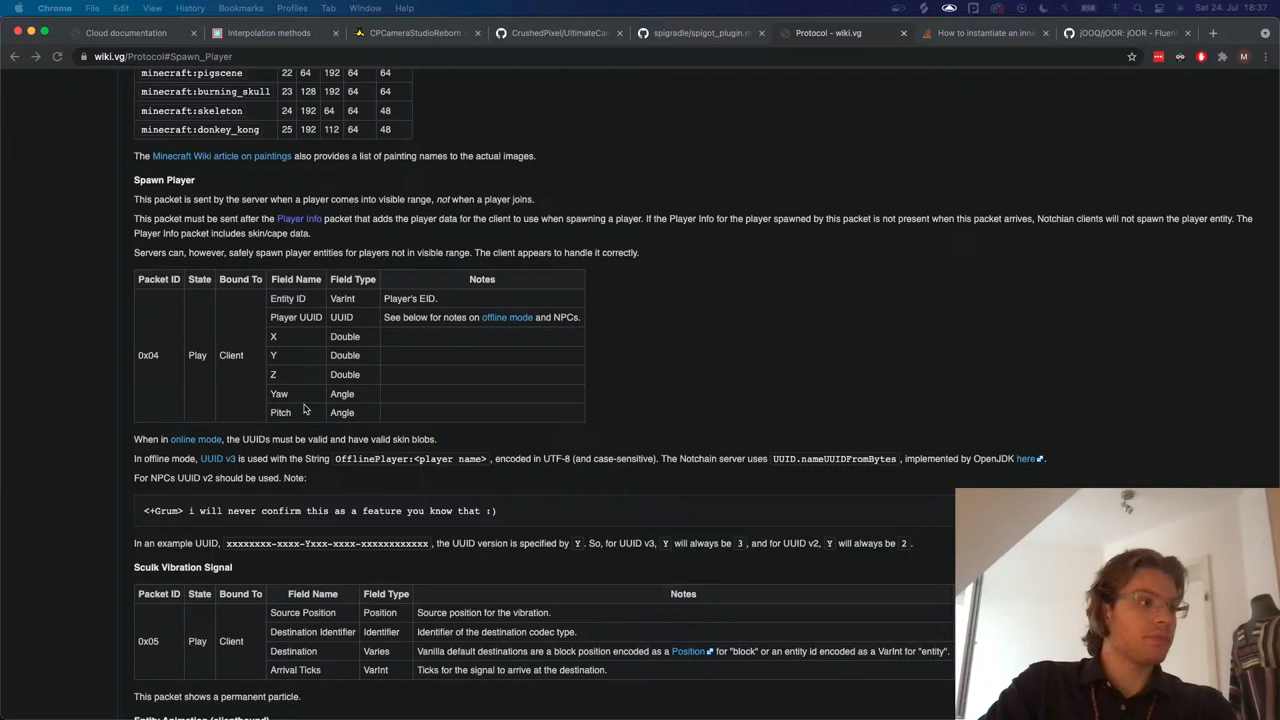 Chrome File Edit View History Bookmarks Profiles Tab Window Help Sat 24. Jul 18:37
Cloud documentation × Interpolation methods × CPCameraStudioReborn - × CrushedPixel/UltimateCam × spigradle/spigot_plugin.m × Protocol - wiki.vg × How to instantiate an inne × jOOQ/jOOR: jOOR - Fluen ×
wiki.vg/Protocol#Spawn_Player M
minecraft:pigscene 22 64 192 64 64
minecraft:burning_skull 23 128 192 64 64
minecraft:skeleton 24 192 64 64 48
minecraft:donkey_kong 25 192 112 64 48
The Minecraft Wiki article on paintings also provides a list of painting names to the actual images.
Spawn Player
This packet is sent by the server when a player comes into visible range, not when a player joins.
This packet must be sent after the Player Info packet that adds the player data for the client to use when spawning a player. If the Player Info for the player spawned by this packet is not present when this packet arrives, Notchian clients will not spawn the player entity. The
Player Info packet includes skin/cape data.
Servers can, however, safely spawn player entities for players not in visible range. The client appears to handle it correctly.
Packet ID State Bound To Field Name Field Type Notes
Entity ID VarInt Player's EID.
Player UUID UUID See below for notes on offline mode and NPCs.
X Double
0x04 Play Client Y Double
Z Double
Yaw Angle
Pitch Angle
When in online mode, the UUIDs must be valid and have valid skin blobs.
In offline mode, UUID v3 is used with the String OfflinePlayer:<player name>, encoded in UTF-8 (and case-sensitive). The Notchain server uses UUID.nameUUIDFromBytes, implemented by OpenJDK here.
For NPCs UUID v2 should be used. Note:
<+Grum> i will never confirm this as a feature you know that :)
In an example UUID, xxxxxxxx-xxxx-Yxxx-xxxx-xxxxxxxxxxxx, the UUID version is specified by Y. So, for UUID v3, Y will always be 3, and for UUID v2, Y will always be 2.
Sculk Vibration Signal
Packet ID State Bound To Field Name Field Type Notes
Source Position Position Source position for the vibration.
Destination Identifier Identifier Identifier of the destination codec type.
0x05 Play Client Destination Varies Vanilla default destinations are a block position encoded as a Position for "block" or an entity id encoded as a VarInt for "entity".
Arrival Ticks VarInt Ticks for the signal to arrive at the destination.
This packet shows a permanent particle.
Entity Animation (clientbound)